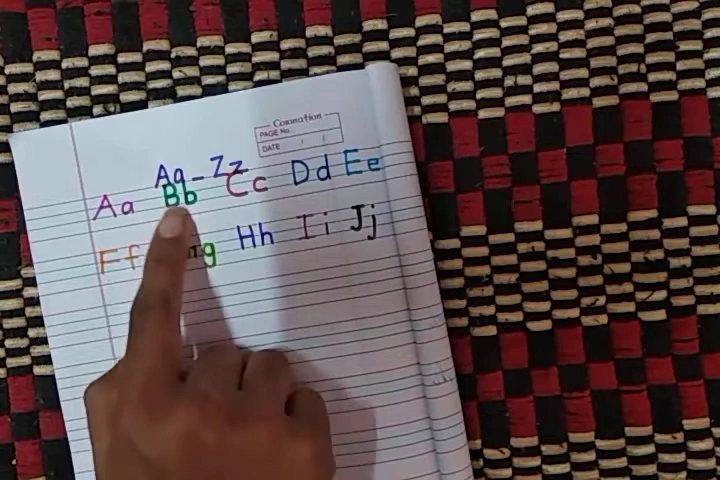 Coronation
PAGE No.
DATE / /
Aa-Zz
Aa Bb Cc Dd Ee
Ff g Hh Ii Jj